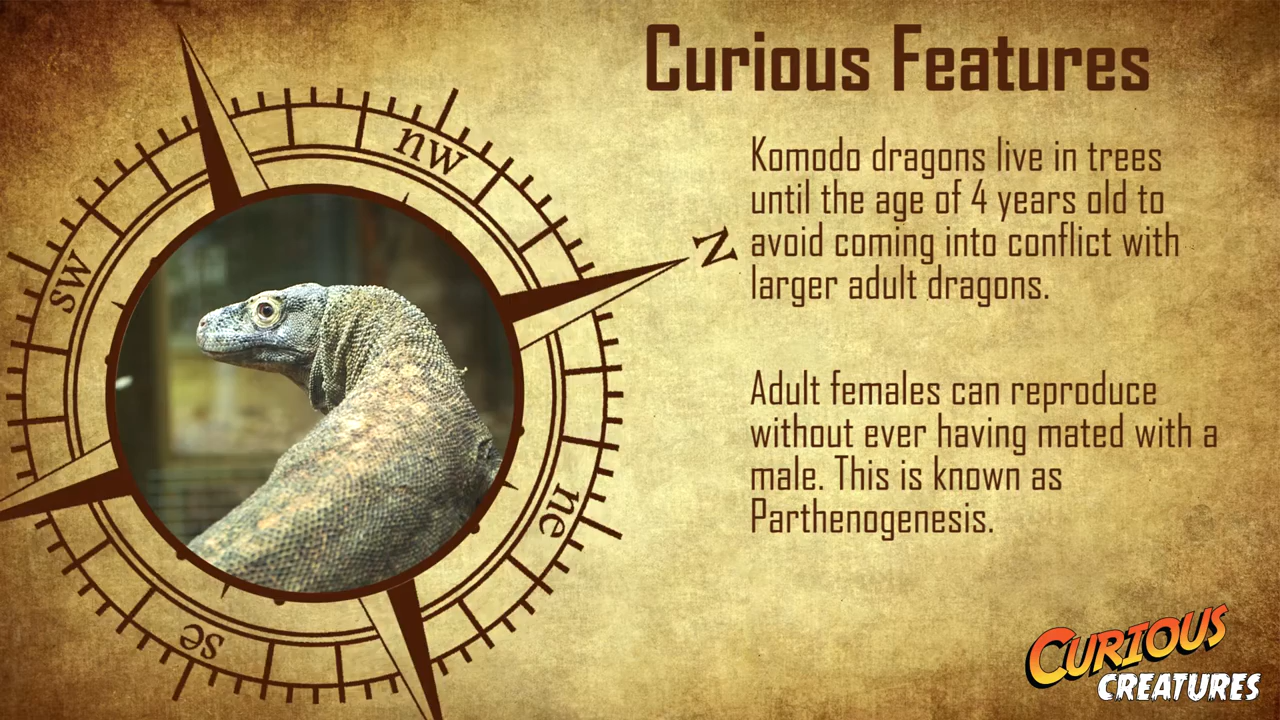 Curious Features
nw
N
sw
ne
se
Komodo dragons live in trees
until the age of 4 years old to
avoid coming into conflict with
larger adult dragons.
Adult females can reproduce
without ever having mated with a
male. This is known as
Parthenogenesis.
CURIOUS
CREATURES